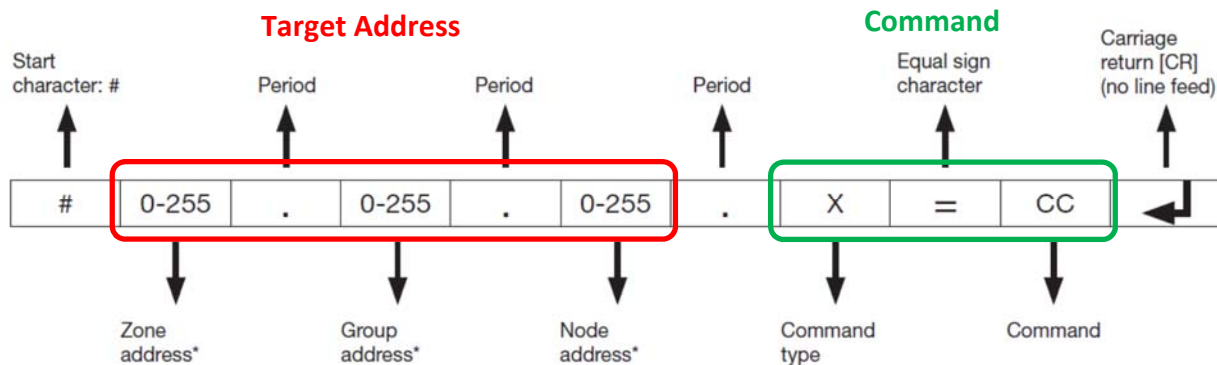 Target Address
Command
Start
character: #
Period
Period
Period
Equal sign
character
Carriage
return [CR]
(no line feed)
# 0-255 . 0-255 . 0-255 . X = CC
Zone
address*
Group
address*
Node
address*
Command
type
Command